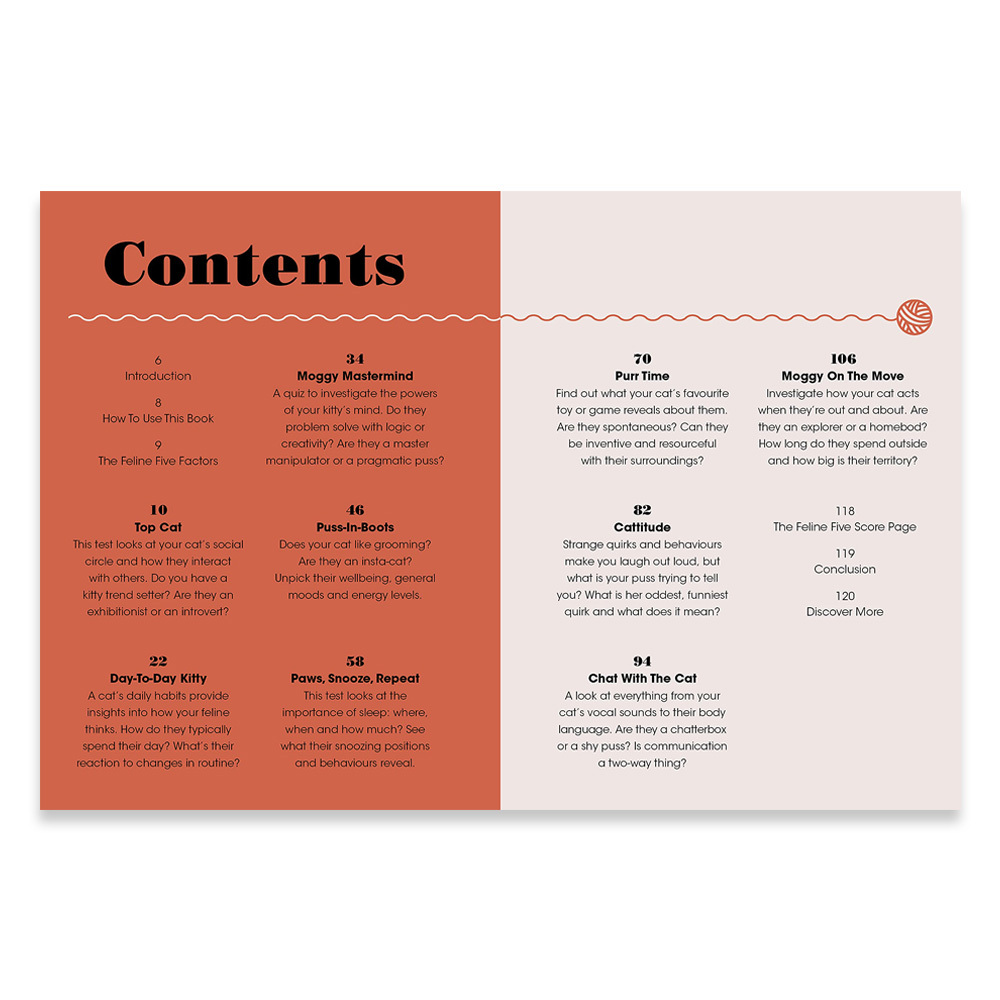 Contents
6
Introduction
8
How To Use This Book
9
The Feline Five Factors
10
Top Cat
This test looks at your cat's social
circle and how they interact
with others. Do you have a
kitty trend setter? Are they an
exhibitionist or an introvert?
22
Day-To-Day Kitty
A cat's daily habits provide
insights into how your feline
thinks. How do they typically
spend their day? What's their
reaction to changes in routine?
34
Moggy Mastermind
A quiz to investigate the powers
of your kitty's mind. Do they
problem solve with logic or
creativity? Are they a master
manipulator or a pragmatic puss?
46
Puss-In-Boots
Does your cat like grooming?
Are they an insta-cat?
Unpick their wellbeing, general
moods and energy levels.
58
Paws, Snooze, Repeat
This test looks at the
importance of sleep: where,
when and how much? See
what their snoozing positions
and behaviours reveal.
70
Purr Time
Find out what your cat's favourite
toy or game reveals about them.
Are they spontaneous? Can they
be inventive and resourceful
with their surroundings?
82
Cattitude
Strange quirks and behaviours
make you laugh out loud, but
what is your puss trying to tell
you? What is her oddest, funniest
quirk and what does it mean?
94
Chat With The Cat
A look at everything from your
cat's vocal sounds to their body
language. Are they a chatterbox
or a shy puss? Is communication
a two-way thing?
106
Moggy On The Move
Investigate how your cat acts
when they're out and about. Are
they an explorer or a homebod?
How long do they spend outside
and how big is their territory?
118
The Feline Five Score Page
119
Conclusion
120
Discover More